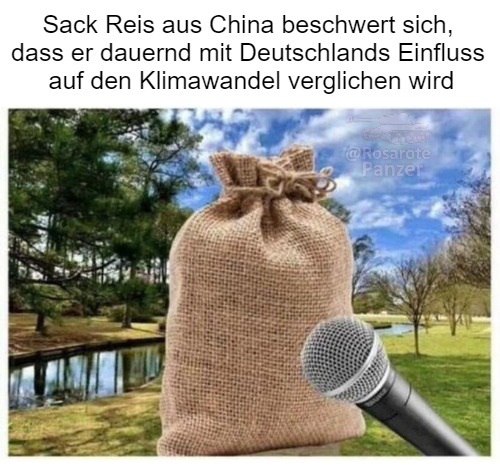 Sack Reis aus China beschwert sich,
dass er dauernd mit Deutschlands Einfluss
auf den Klimawandel verglichen wird
@Rosarote
Panzer